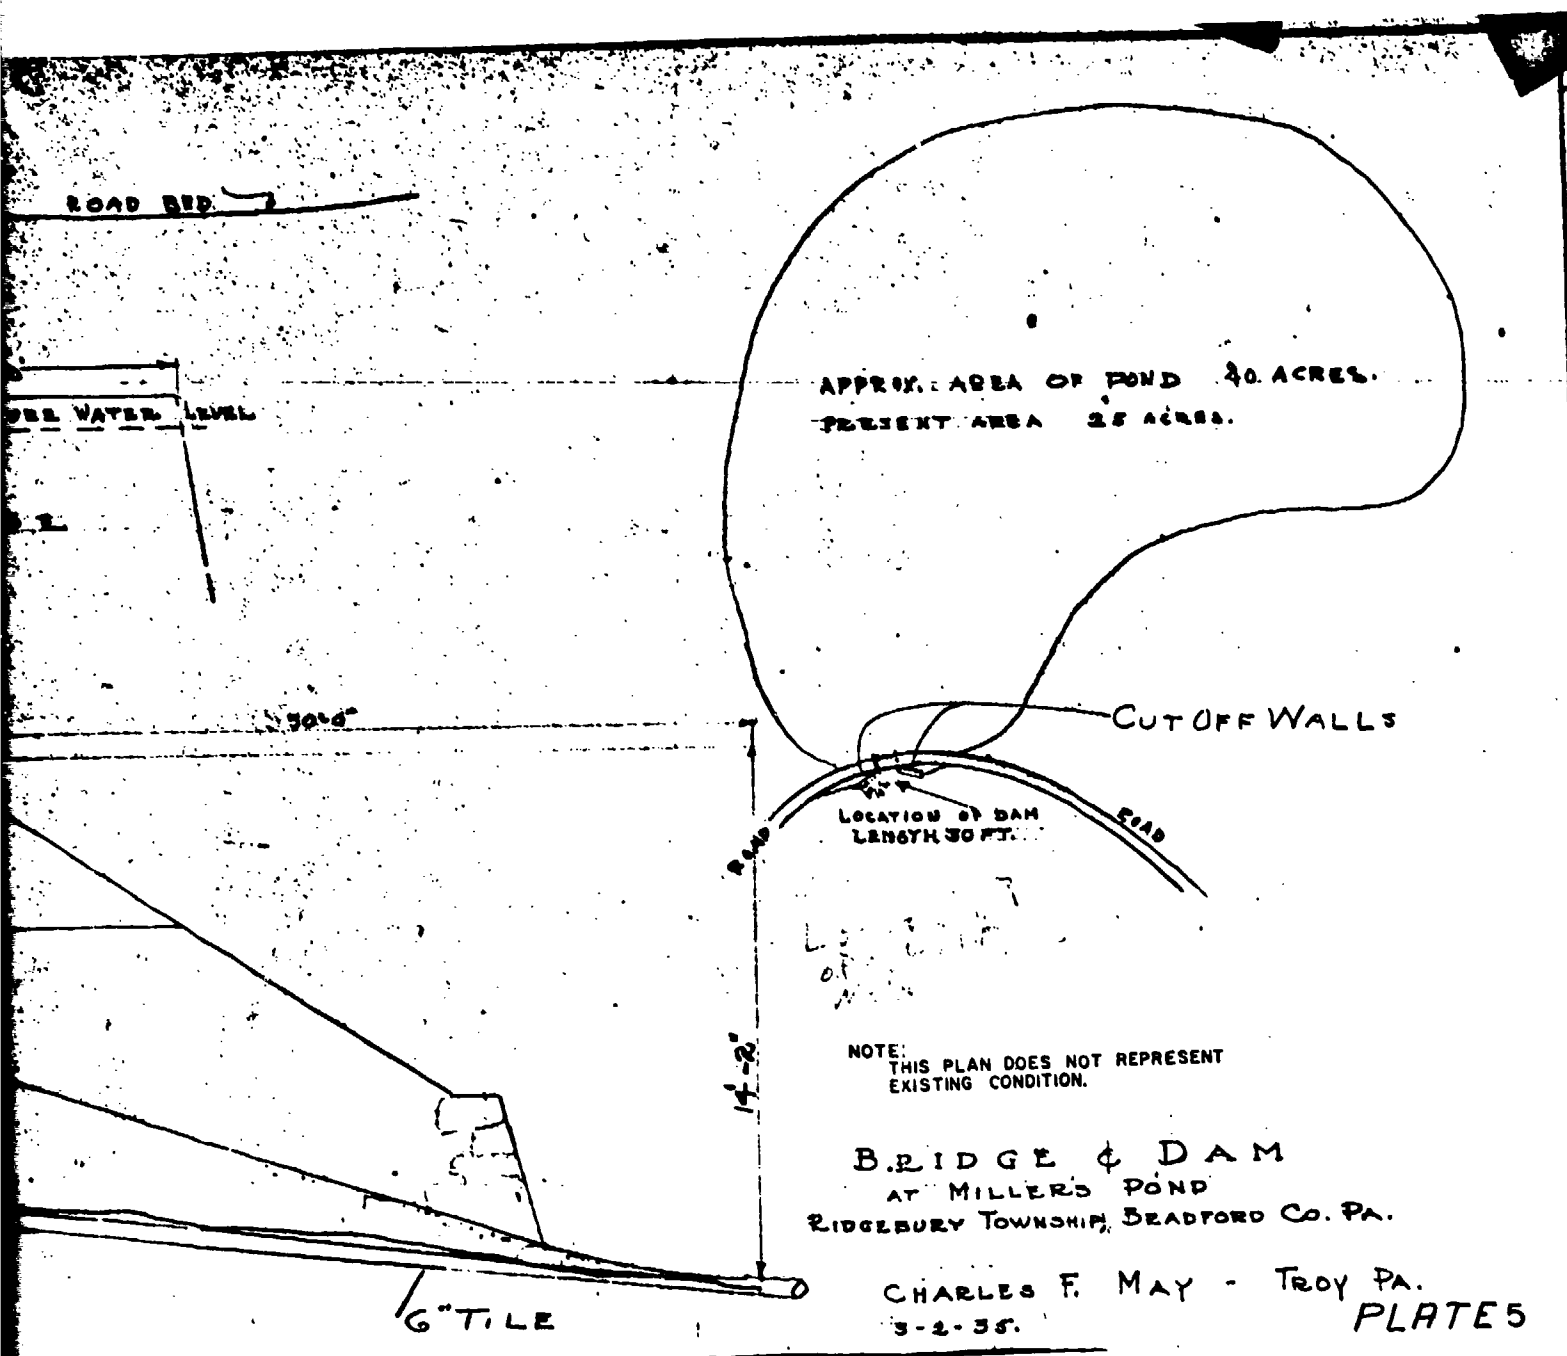 ROAD BED
APPROX. AREA OF POND 40 ACRES.
PRESENT AREA 25 ACRES.
WATER LEVEL
30'-0"
CUT OFF WALLS
LOCATION OF DAM
LENGTH 30 FT.
ROAD
ROAD
14'-2"
NOTE:
THIS PLAN DOES NOT REPRESENT
EXISTING CONDITION.
BRIDGE & DAM
AT MILLER'S POND
RIDGEBURY TOWNSHIP, BRADFORD CO. PA.
CHARLES F. MAY - TROY PA.
3-2-35.
6" TILE
PLATE 5